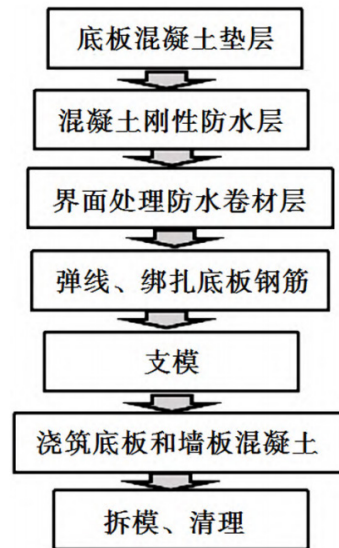 底板混凝土垫层
混凝土刚性防水层
界面处理防水卷材层
弹线、绑扎底板钢筋
支模
浇筑底板和墙板混凝土
拆模、清理